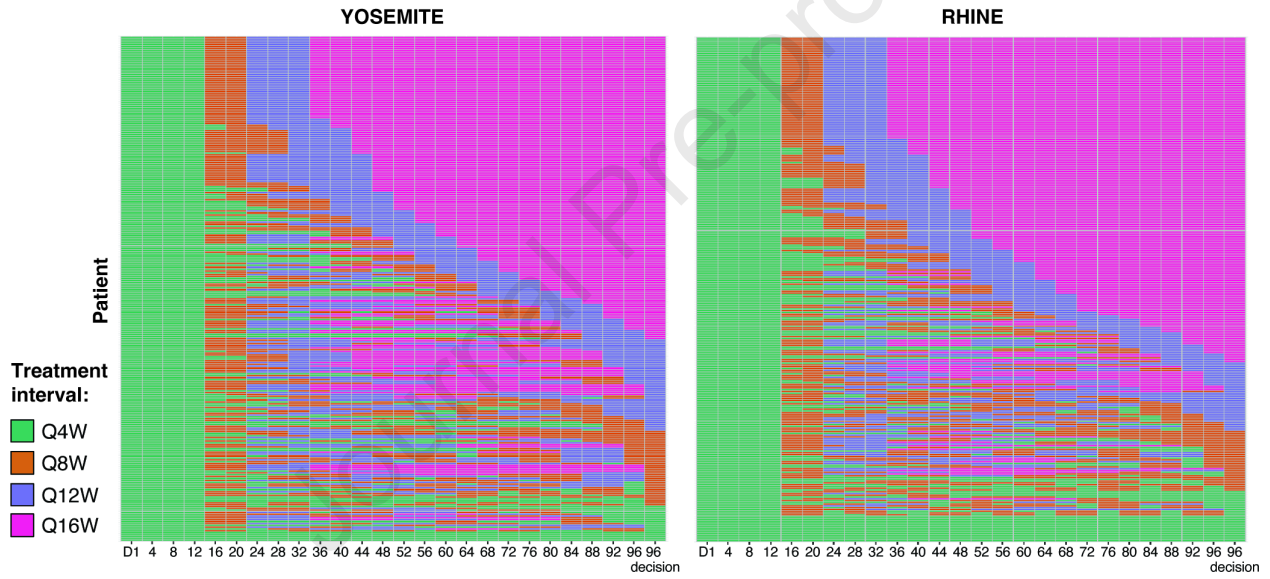 YOSEMITE
RHINE
Patient
Treatment
interval:
Q4W
Q8W
Q12W
Q16W
D1 4 8 12 16 20 24 28 32 36 40 44 48 52 56 60 64 68 72 76 80 84 88 92 96 96
decision
D1 4 8 12 16 20 24 28 32 36 40 44 48 52 56 60 64 68 72 76 80 84 88 92 96 96
decision
Journal Pre-pro